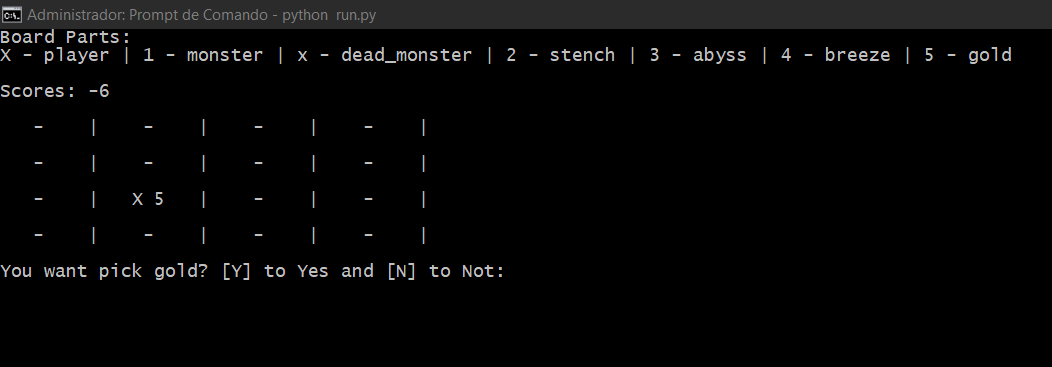 Administrador: Prompt de Comando - python run.py
Board Parts:
X - player | 1 - monster | x - dead_monster | 2 - stench | 3 - abyss | 4 - breeze | 5 - gold
Scores: -6
- | - | - | - |
- | - | - | - |
- | X 5 | - | - |
- | - | - | - |
You want pick gold? [Y] to Yes and [N] to Not: